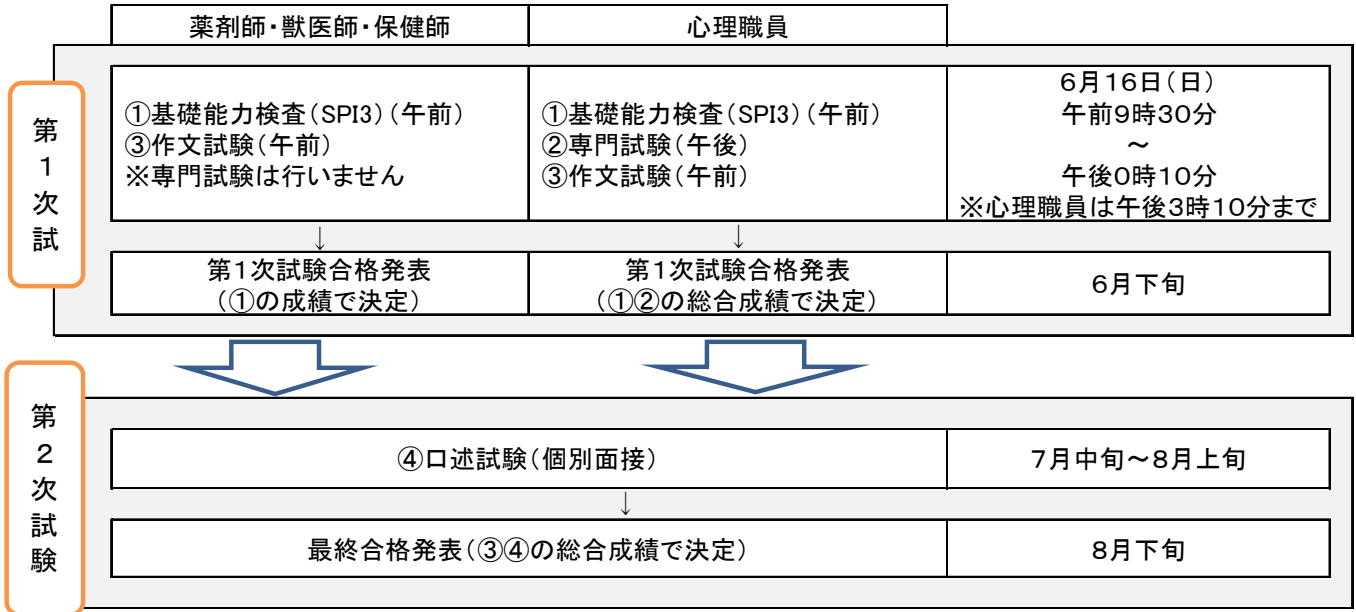 薬剤師・獣医師・保健師
心理職員
第1次試
①基礎能力検査(SPI3)(午前)
③作文試験(午前)
※専門試験は行いません
①基礎能力検査(SPI3)(午前)
②専門試験(午後)
③作文試験(午前)
6月16日(日)
午前9時30分
~
午後0時10分
※心理職員は午後3時10分まで
↓
↓
第1次試験合格発表
(①の成績で決定)
第1次試験合格発表
(①②の総合成績で決定)
6月下旬
第2次試験
④口述試験(個別面接)
7月中旬~8月上旬
↓
最終合格発表(③④の総合成績で決定)
8月下旬